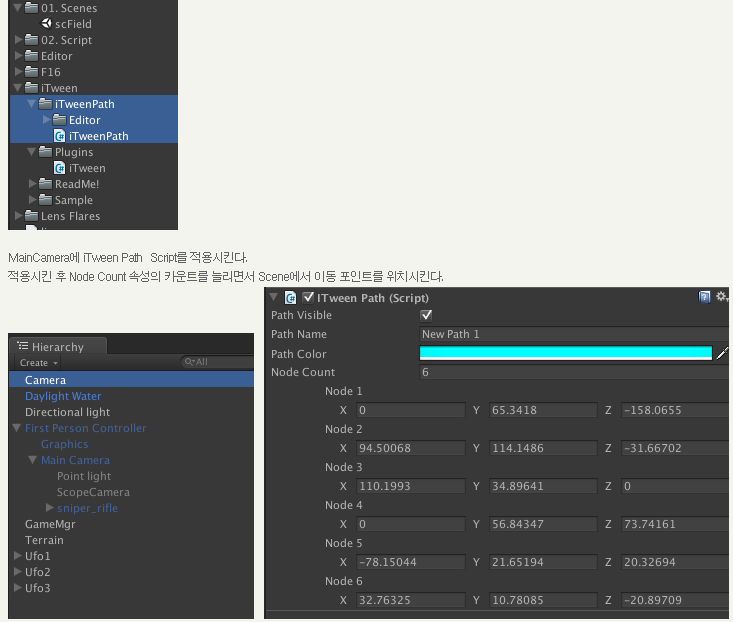 01. Scenes
scField
02. Script
Editor
F16
iTween
iTweenPath
Editor
iTweenPath
Plugins
iTween
ReadMe!
Sample
Lens Flares
MainCamera에 iTween Path Script를 적용시킨다.
적용시킨 후 Node Count 속성의 카운트를 늘리면서 Scene에서 이동 포인트를 위치시킨다.
Hierarchy
Create
All
Camera
Daylight Water
Directional light
First Person Controller
Graphics
Main Camera
Point light
ScopeCamera
sniper_rifle
GameMgr
Terrain
Ufo1
Ufo2
Ufo3
ITween Path (Script)
Path Visible
Path Name New Path 1
Path Color
Node Count 6
Node 1
X 0 Y 65.3418 Z -158.0655
Node 2
X 94.50068 Y 114.1486 Z -31.66702
Node 3
X 110.1993 Y 34.89641 Z 0
Node 4
X 0 Y 56.84347 Z 73.74161
Node 5
X -78.15044 Y 21.65194 Z 20.32694
Node 6
X 32.76325 Y 10.78085 Z -20.89709